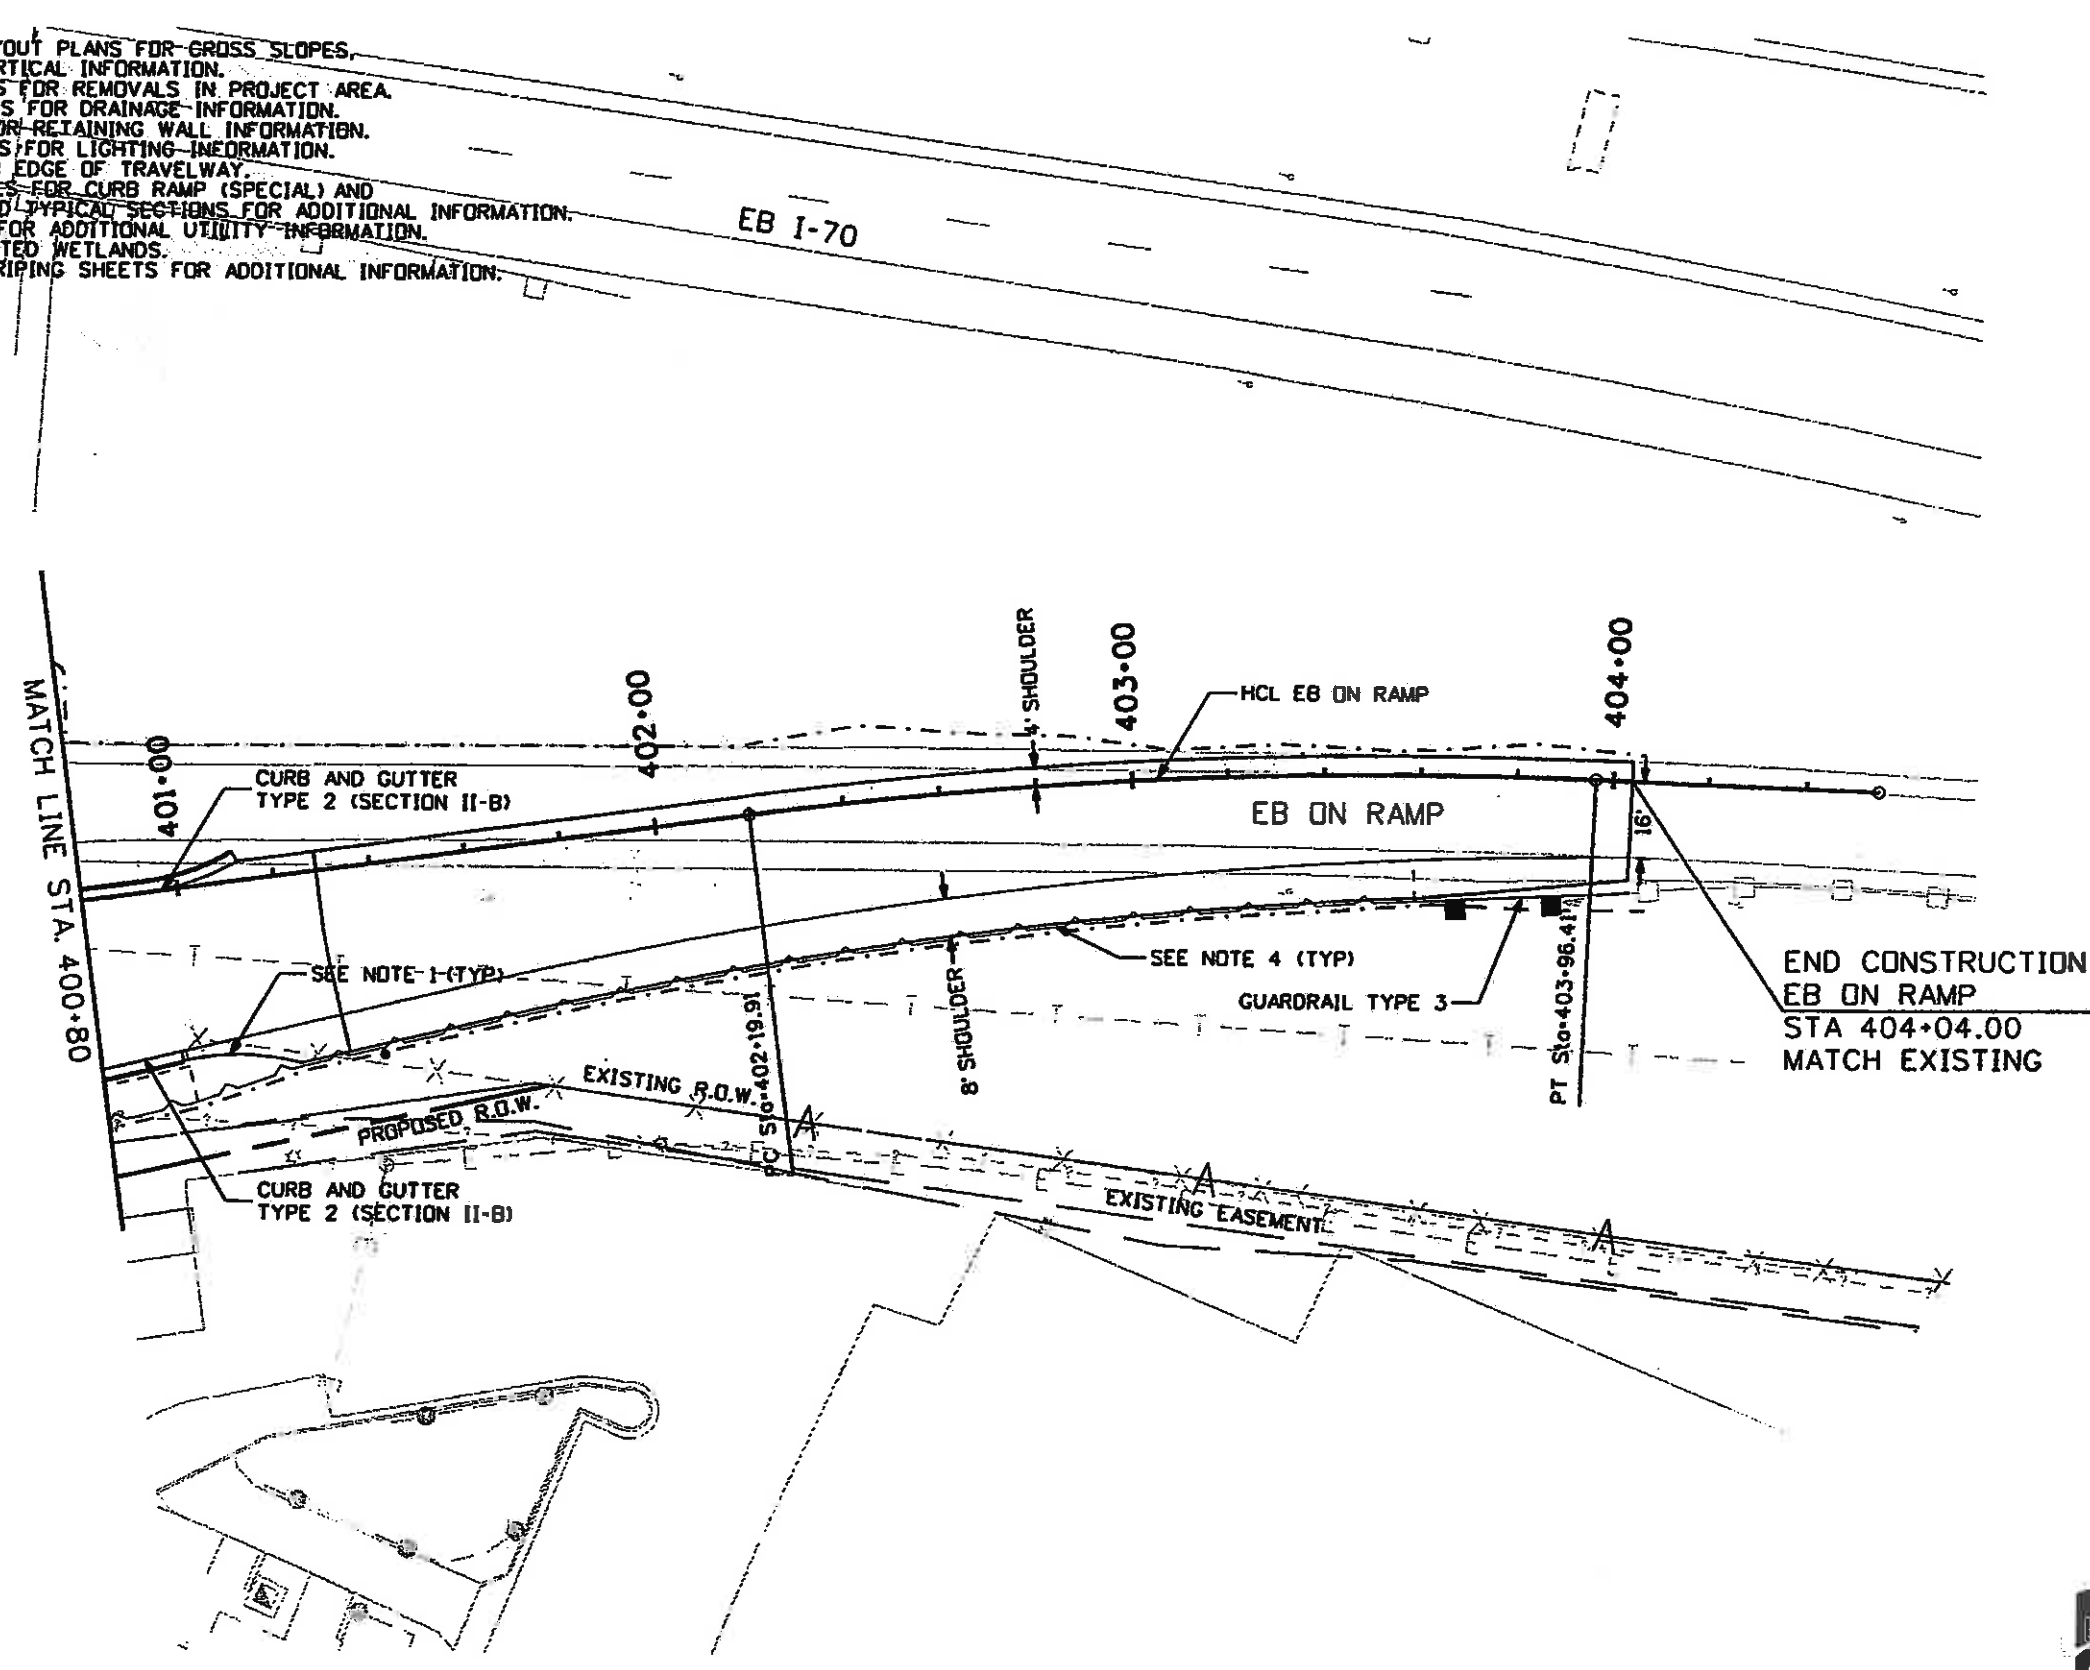 OUT PLANS FOR CROSS SLOPES,
RTICAL INFORMATION.
S FOR REMOVALS IN PROJECT AREA.
S FOR DRAINAGE INFORMATION.
OR RETAINING WALL INFORMATION.
S FOR LIGHTING INFORMATION.
EDGE OF TRAVELWAY.
S FOR CURB RAMP (SPECIAL) AND
D TYPICAL SECTIONS FOR ADDITIONAL INFORMATION.
FOR ADDITIONAL UTILITY INFORMATION.
TED WETLANDS.
RIPING SHEETS FOR ADDITIONAL INFORMATION.
EB I-70
MATCH LINE STA. 400+80
401+00
402+00
4' SHOULDER
403+00
404+00
HCL EB ON RAMP
CURB AND GUTTER
TYPE 2 (SECTION II-B)
EB ON RAMP
16'
SEE NOTE 1 (TYP)
SEE NOTE 4 (TYP)
GUARDRAIL TYPE 3
8' SHOULDER
PC Sta=402+19.91
PT Sta=403+96.41
END CONSTRUCTION
EB ON RAMP
STA 404+04.00
MATCH EXISTING
EXISTING R.O.W.
PROPOSED R.O.W.
A
A
A
EXISTING EASEMENT
CURB AND GUTTER
TYPE 2 (SECTION II-B)